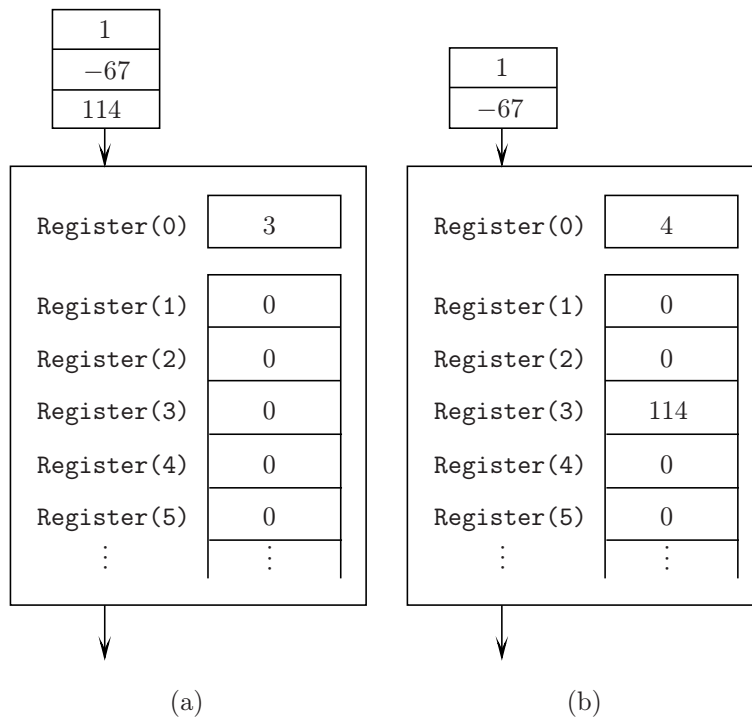 1
−67
114
Register(0) 3
Register(1) 0
Register(2) 0
Register(3) 0
Register(4) 0
Register(5) 0
⋮ ⋮
(a)
1
−67
Register(0) 4
Register(1) 0
Register(2) 0
Register(3) 114
Register(4) 0
Register(5) 0
⋮ ⋮
(b)